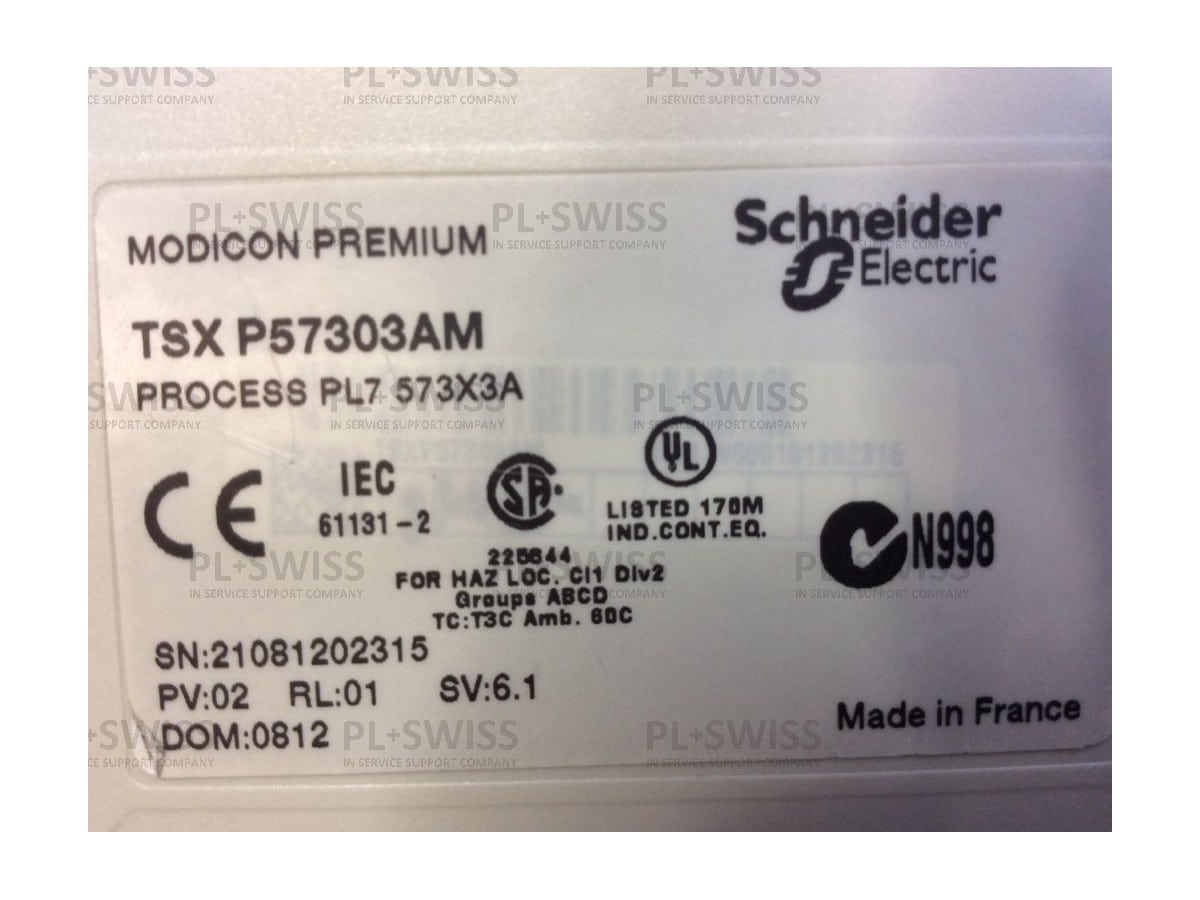 PL+SWISS
IN SERVICE SUPPORT COMPANY
MODICON PREMIUM
Schneider
Electric
TSX P57303AM
PROCESS PL7 573X3A
CE
IEC
61131-2
SA
UL
LISTED 170M
IND.CONT.EQ.
N998
225644
FOR HAZ LOC. Cl1 Div2
Groups ABCD
TC:T3C Amb. 60C
SN:21081202315
PV:02 RL:01 SV:6.1
DOM:0812
Made in France